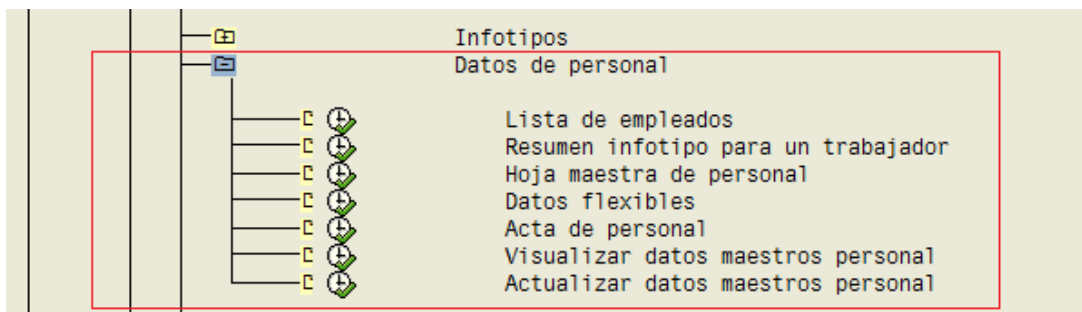 Infotipos
Datos de personal
Lista de empleados
Resumen infotipo para un trabajador
Hoja maestra de personal
Datos flexibles
Acta de personal
Visualizar datos maestros personal
Actualizar datos maestros personal